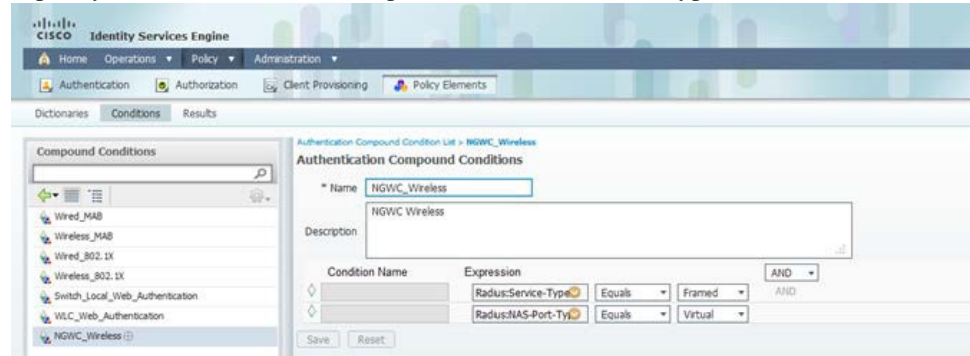 CISCO Identity Services Engine
Home Operations Policy Administration
Authentication Authorization Client Provisioning Policy Elements
Dictionaries Conditions Results
Compound Conditions
Wired_MAB
Wireless_MAB
Wired_802.1X
Wireless_802.1X
Switch_Local_Web_Authentication
WLC_Web_Authentication
NGWC_Wireless
Authentication Compound Condition List > NGWC_Wireless
Authentication Compound Conditions
* Name NGWC_Wireless
Description NGWC Wireless
Condition Name Expression AND
Radius:Service-Type Equals Framed AND
Radius:NAS-Port-Typ Equals Virtual
Save Reset